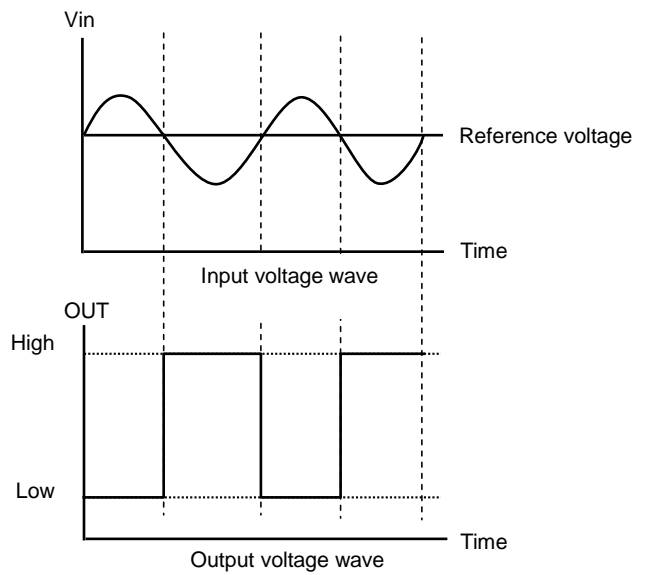 Vin
Reference voltage
Time
Input voltage wave
OUT
High
Low
Time
Output voltage wave